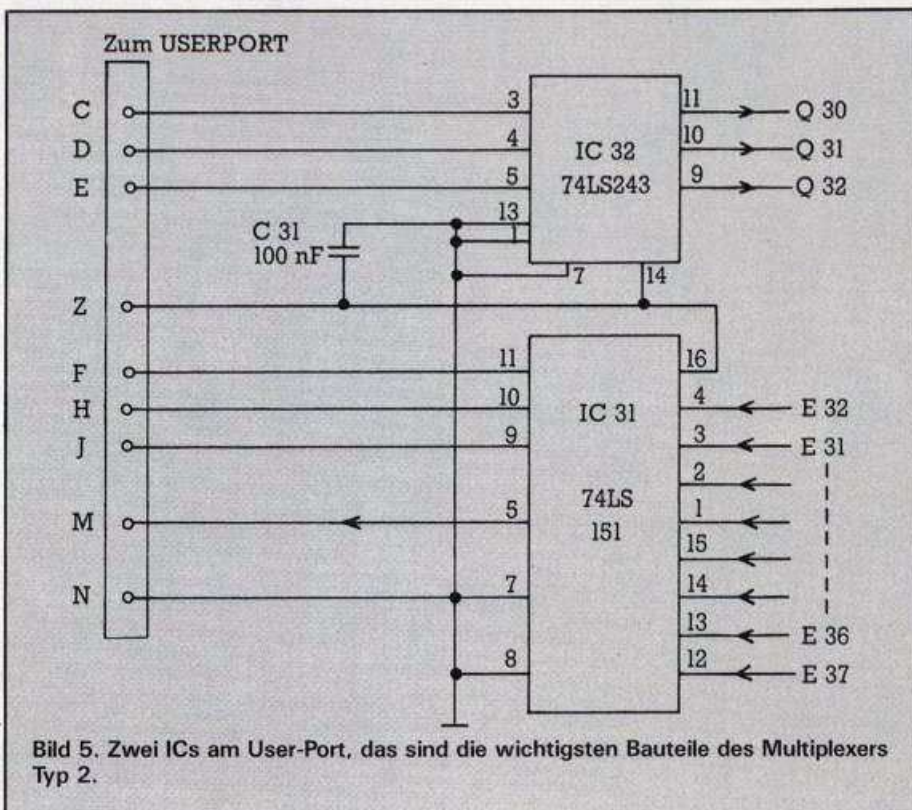 Zum USERPORT
C 3 11 Q 30
D 4 IC 32 10 Q 31
E 5 74LS243 9 Q 32
13
C 31 1
100 nF
7 14
Z
F 11 16
H 10 IC 31 4 E 32
J 9 3 E 31
2
M 5 74LS 1
151
15
N 7 14
13 E 36
8 12 E 37
Bild 5. Zwei ICs am User-Port, das sind die wichtigsten Bauteile des Multiplexers
Typ 2.